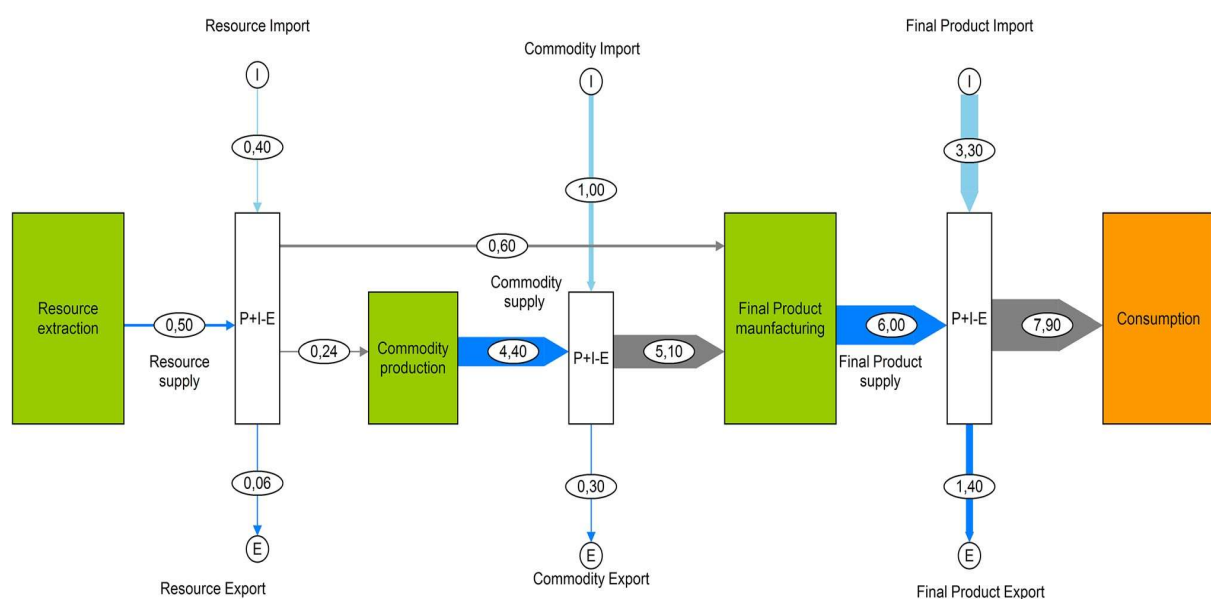 Resource Import
Commodity Import
Final Product Import
I
I
I
0,40
3,30
1,00
0,60
Resource
extraction
0,50
Resource
supply
P+I-E
0,24
Commodity
production
4,40
Commodity
supply
P+I-E
5,10
Final Product
maunfacturing
6,00
Final Product
supply
P+I-E
7,90
Consumption
0,06
0,30
1,40
E
E
E
Resource Export
Commodity Export
Final Product Export